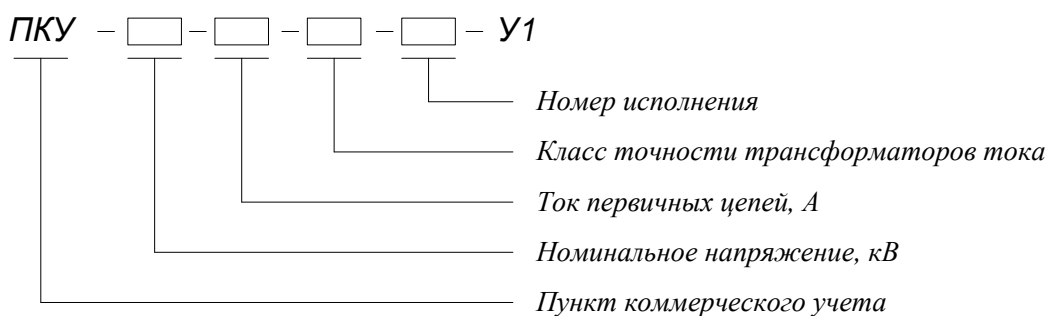 ПКУ – – – – – У1
Номер исполнения
Класс точности трансформаторов тока
Ток первичных цепей, А
Номинальное напряжение, кВ
Пункт коммерческого учета